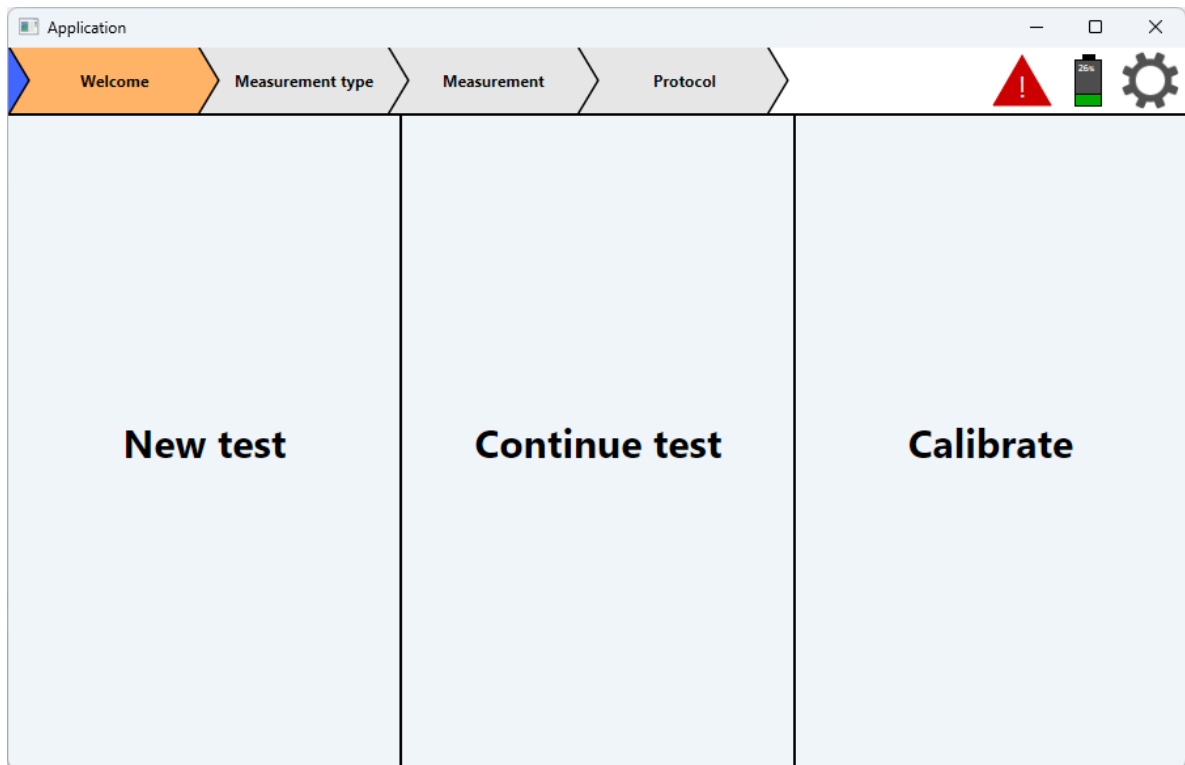 Application
Welcome
Measurement type
Measurement
Protocol
!
26%
New test
Continue test
Calibrate